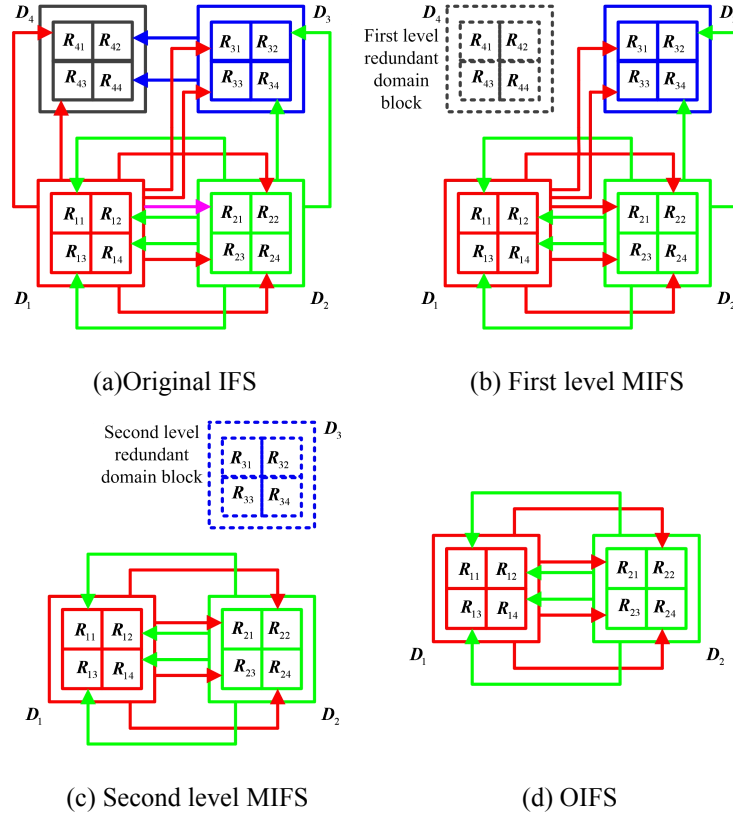 D4
R41 R42
R43 R44
D3
R31 R32
R33 R34
R11 R12
R13 R14
D1
R21 R22
R23 R24
D2
(a)Original IFS
D4
First level
redundant
domain
block
R41 R42
R43 R44
R31 R32
R33 R34
R11 R12
R13 R14
D1
R21 R22
R23 R24
(b) First level MIFS
Second level
redundant
domain block
D3
R31 R32
R33 R34
R11 R12
R13 R14
D1
R21 R22
R23 R24
D2
(c) Second level MIFS
R11 R12
R13 R14
D1
R21 R22
R23 R24
D2
(d) OIFS